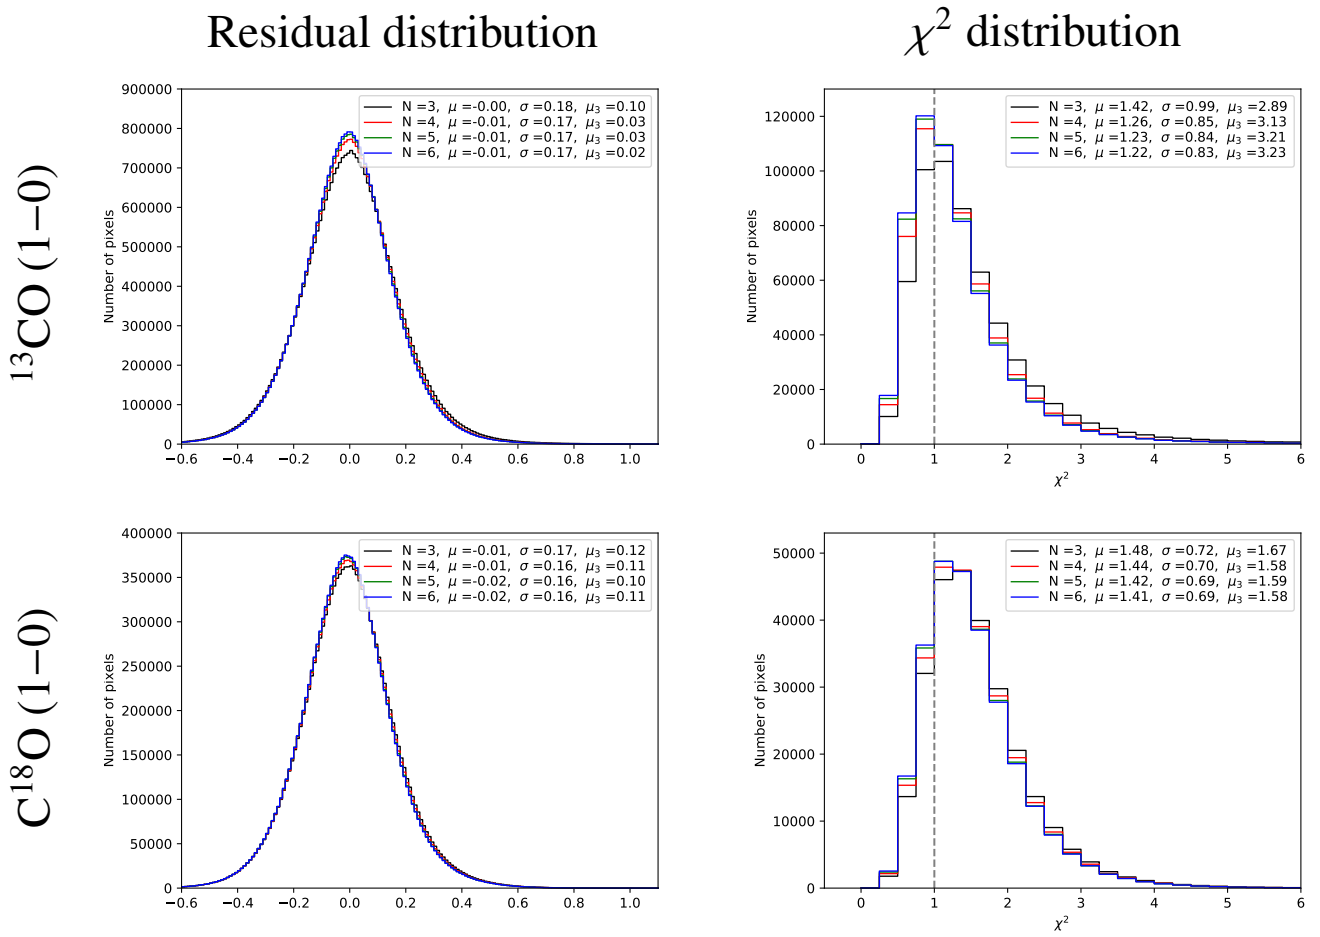 Residual distribution
χ² distribution
¹³CO (1−0)
900000
800000
700000
600000
500000
400000
300000
200000
100000
0
Number of pixels
N =3, μ =-0.00, σ =0.18, μ₃ =0.10
N =4, μ =-0.01, σ =0.17, μ₃ =0.03
N =5, μ =-0.01, σ =0.17, μ₃ =0.03
N =6, μ =-0.01, σ =0.17, μ₃ =0.02
−0.6 −0.4 −0.2 0.0 0.2 0.4 0.6 0.8 1.0
120000
100000
80000
60000
40000
20000
0
Number of pixels
N =3, μ =1.42, σ =0.99, μ₃ =2.89
N =4, μ =1.26, σ =0.85, μ₃ =3.13
N =5, μ =1.23, σ =0.84, μ₃ =3.21
N =6, μ =1.22, σ =0.83, μ₃ =3.23
0 1 2 3 4 5 6
χ²
C¹⁸O (1−0)
400000
350000
300000
250000
200000
150000
100000
50000
0
Number of pixels
N =3, μ =-0.01, σ =0.17, μ₃ =0.12
N =4, μ =-0.01, σ =0.16, μ₃ =0.11
N =5, μ =-0.02, σ =0.16, μ₃ =0.10
N =6, μ =-0.02, σ =0.16, μ₃ =0.11
−0.6 −0.4 −0.2 0.0 0.2 0.4 0.6 0.8 1.0
50000
40000
30000
20000
10000
0
Number of pixels
N =3, μ =1.48, σ =0.72, μ₃ =1.67
N =4, μ =1.44, σ =0.70, μ₃ =1.58
N =5, μ =1.42, σ =0.69, μ₃ =1.59
N =6, μ =1.41, σ =0.69, μ₃ =1.58
0 1 2 3 4 5 6
χ²